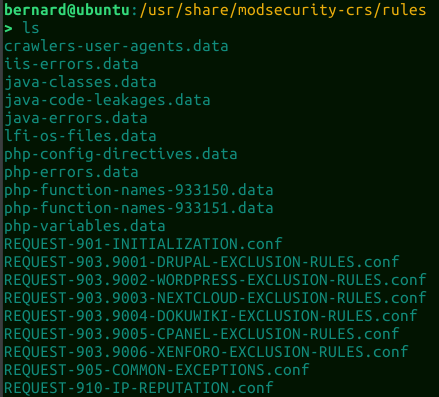 bernard@ubuntu:/usr/share/modsecurity-crs/rules
> ls
crawlers-user-agents.data
iis-errors.data
java-classes.data
java-code-leakages.data
java-errors.data
lfi-os-files.data
php-config-directives.data
php-errors.data
php-function-names-933150.data
php-function-names-933151.data
php-variables.data
REQUEST-901-INITIALIZATION.conf
REQUEST-903.9001-DRUPAL-EXCLUSION-RULES.conf
REQUEST-903.9002-WORDPRESS-EXCLUSION-RULES.conf
REQUEST-903.9003-NEXTCLOUD-EXCLUSION-RULES.conf
REQUEST-903.9004-DOKUWIKI-EXCLUSION-RULES.conf
REQUEST-903.9005-CPANEL-EXCLUSION-RULES.conf
REQUEST-903.9006-XENFORO-EXCLUSION-RULES.conf
REQUEST-905-COMMON-EXCEPTIONS.conf
REQUEST-910-IP-REPUTATION.conf